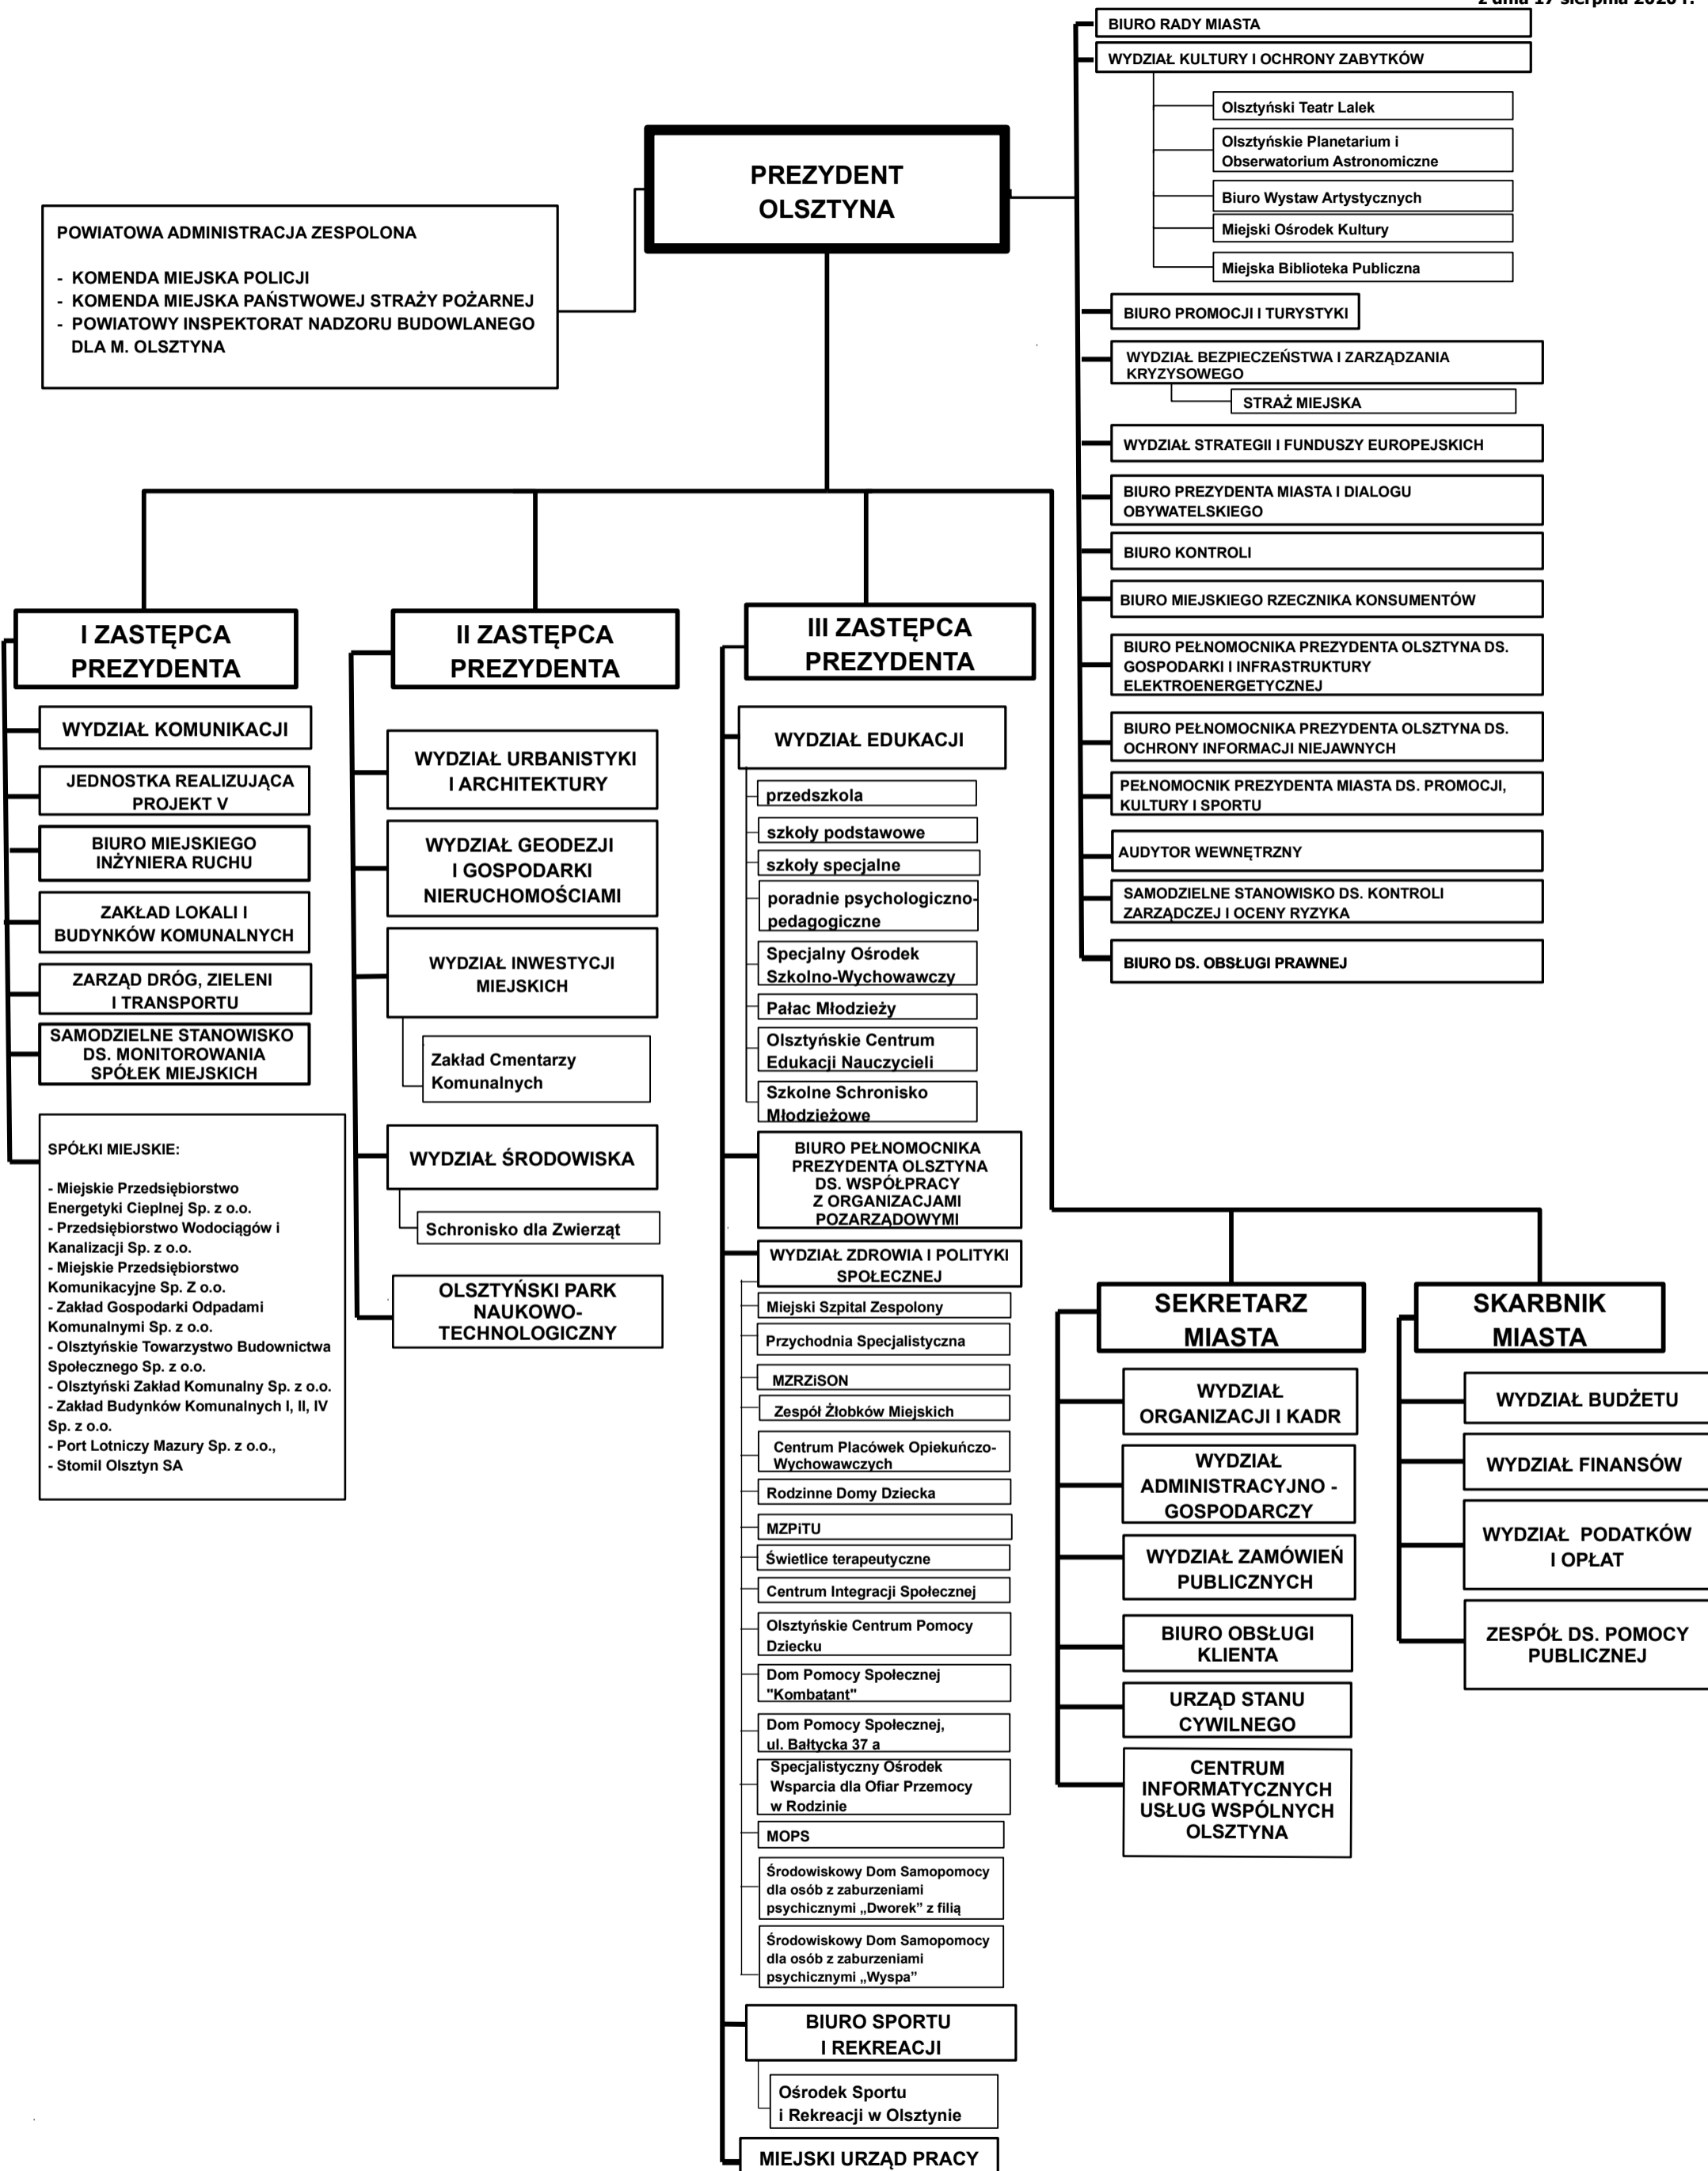 z dnia 17 sierpnia 2020 r.
BIURO RADY MIASTA
WYDZIAŁ KULTURY I OCHRONY ZABYTKÓW
Olsztyński Teatr Lalek
Olsztyńskie Planetarium i
Obserwatorium Astronomiczne
Biuro Wystaw Artystycznych
Miejski Ośrodek Kultury
Miejska Biblioteka Publiczna
PREZYDENT
OLSZTYNA
POWIATOWA ADMINISTRACJA ZESPOLONA
- KOMENDA MIEJSKA POLICJI
- KOMENDA MIEJSKA PAŃSTWOWEJ STRAŻY POŻARNEJ
- POWIATOWY INSPEKTORAT NADZORU BUDOWLANEGO
DLA M. OLSZTYNA
BIURO PROMOCJI I TURYSTYKI
WYDZIAŁ BEZPIECZEŃSTWA I ZARZĄDZANIA
KRYZYSOWEGO
STRAŻ MIEJSKA
WYDZIAŁ STRATEGII I FUNDUSZY EUROPEJSKICH
BIURO PREZYDENTA MIASTA I DIALOGU
OBYWATELSKIEGO
BIURO KONTROLI
BIURO MIEJSKIEGO RZECZNIKA KONSUMENTÓW
BIURO PEŁNOMOCNIKA PREZYDENTA OLSZTYNA DS.
GOSPODARKI I INFRASTRUKTURY
ELEKTROENERGETYCZNEJ
BIURO PEŁNOMOCNIKA PREZYDENTA OLSZTYNA DS.
OCHRONY INFORMACJI NIEJAWNYCH
PEŁNOMOCNIK PREZYDENTA MIASTA DS. PROMOCJI,
KULTURY I SPORTU
AUDYTOR WEWNĘTRZNY
SAMODZIELNE STANOWISKO DS. KONTROLI
ZARZĄDCZEJ I OCENY RYZYKA
BIURO DS. OBSŁUGI PRAWNEJ
I ZASTĘPCA
PREZYDENTA
WYDZIAŁ KOMUNIKACJI
JEDNOSTKA REALIZUJĄCA
PROJEKT V
BIURO MIEJSKIEGO
INŻYNIERA RUCHU
ZAKŁAD LOKALI I
BUDYNKÓW KOMUNALNYCH
ZARZĄD DRÓG, ZIELENI
I TRANSPORTU
SAMODZIELNE STANOWISKO
DS. MONITOROWANIA
SPÓŁEK MIEJSKICH
SPÓŁKI MIEJSKIE:
- Miejskie Przedsiębiorstwo
Energetyki Cieplnej Sp. z o.o.
- Przedsiębiorstwo Wodociągów i
Kanalizacji Sp. z o.o.
- Miejskie Przedsiębiorstwo
Komunikacyjne Sp. Z o.o.
- Zakład Gospodarki Odpadami
Komunalnymi Sp. z o.o.
- Olsztyńskie Towarzystwo Budownictwa
Społecznego Sp. z o.o.
- Olsztyński Zakład Komunalny Sp. z o.o.
- Zakład Budynków Komunalnych I, II, IV
Sp. z o.o.
- Port Lotniczy Mazury Sp. z o.o.,
- Stomil Olsztyn SA
II ZASTĘPCA
PREZYDENTA
WYDZIAŁ URBANISTYKI
I ARCHITEKTURY
WYDZIAŁ GEODEZJI
I GOSPODARKI
NIERUCHOMOŚCIAMI
WYDZIAŁ INWESTYCJI
MIEJSKICH
Zakład Cmentarzy
Komunalnych
WYDZIAŁ ŚRODOWISKA
Schronisko dla Zwierząt
OLSZTYŃSKI PARK
NAUKOWO-
TECHNOLOGICZNY
III ZASTĘPCA
PREZYDENTA
WYDZIAŁ EDUKACJI
przedszkola
szkoły podstawowe
szkoły specjalne
poradnie psychologiczno-
pedagogiczne
Specjalny Ośrodek
Szkolno-Wychowawczy
Pałac Młodzieży
Olsztyńskie Centrum
Edukacji Nauczycieli
Szkolne Schronisko
Młodzieżowe
BIURO PEŁNOMOCNIKA
PREZYDENTA OLSZTYNA
DS. WSPÓŁPRACY
Z ORGANIZACJAMI
POZARZĄDOWYMI
WYDZIAŁ ZDROWIA I POLITYKI
SPOŁECZNEJ
Miejski Szpital Zespolony
Przychodnia Specjalistyczna
MZRZiSON
Zespół Żłobków Miejskich
Centrum Placówek Opiekuńczo-
Wychowawczych
Rodzinne Domy Dziecka
MZPiTU
Świetlice terapeutyczne
Centrum Integracji Społecznej
Olsztyńskie Centrum Pomocy
Dziecku
Dom Pomocy Społecznej
"Kombatant"
Dom Pomocy Społecznej,
ul. Bałtycka 37 a
Specjalistyczny Ośrodek
Wsparcia dla Ofiar Przemocy
w Rodzinie
MOPS
Środowiskowy Dom Samopomocy
dla osób z zaburzeniami
psychicznymi „Dworek” z filią
Środowiskowy Dom Samopomocy
dla osób z zaburzeniami
psychicznymi „Wyspa”
BIURO SPORTU
I REKREACJI
Ośrodek Sportu
i Rekreacji w Olsztynie
MIEJSKI URZĄD PRACY
SEKRETARZ
MIASTA
WYDZIAŁ
ORGANIZACJI I KADR
WYDZIAŁ
ADMINISTRACYJNO -
GOSPODARCZY
WYDZIAŁ ZAMÓWIEŃ
PUBLICZNYCH
BIURO OBSŁUGI
KLIENTA
URZĄD STANU
CYWILNEGO
CENTRUM
INFORMATYCZNYCH
USŁUG WSPÓLNYCH
OLSZTYNA
SKARBNIK
MIASTA
WYDZIAŁ BUDŻETU
WYDZIAŁ FINANSÓW
WYDZIAŁ PODATKÓW
I OPŁAT
ZESPÓŁ DS. POMOCY
PUBLICZNEJ